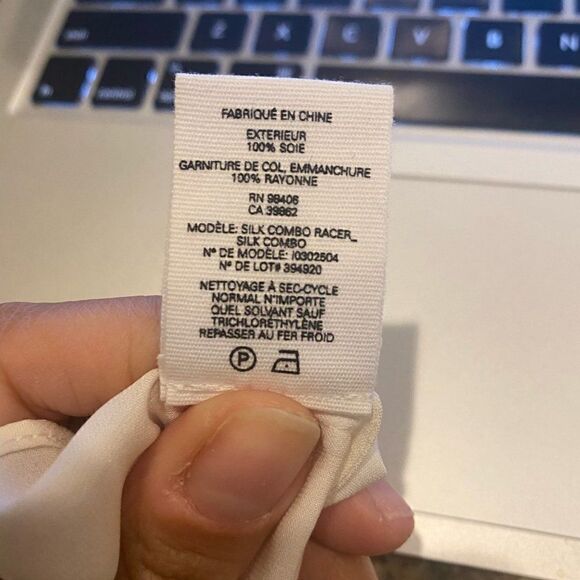 X C V B N
FABRIQUÉ EN CHINE
EXTERIEUR
100% SOIE
GARNITURE DE COL, EMMANCHURE
100% RAYONNE
RN 98406
CA 39962
MODÈLE: SILK COMBO RACER_
SILK COMBO
Nº DE MODÈLE: I0302504
Nº DE LOT# 394920
NETTOYAGE À SEC-CYCLE
NORMAL N'IMPORTE
QUEL SOLVANT SAUF
TRICHLORÉTHYLÈNE
REPASSER AU FER FROID
P